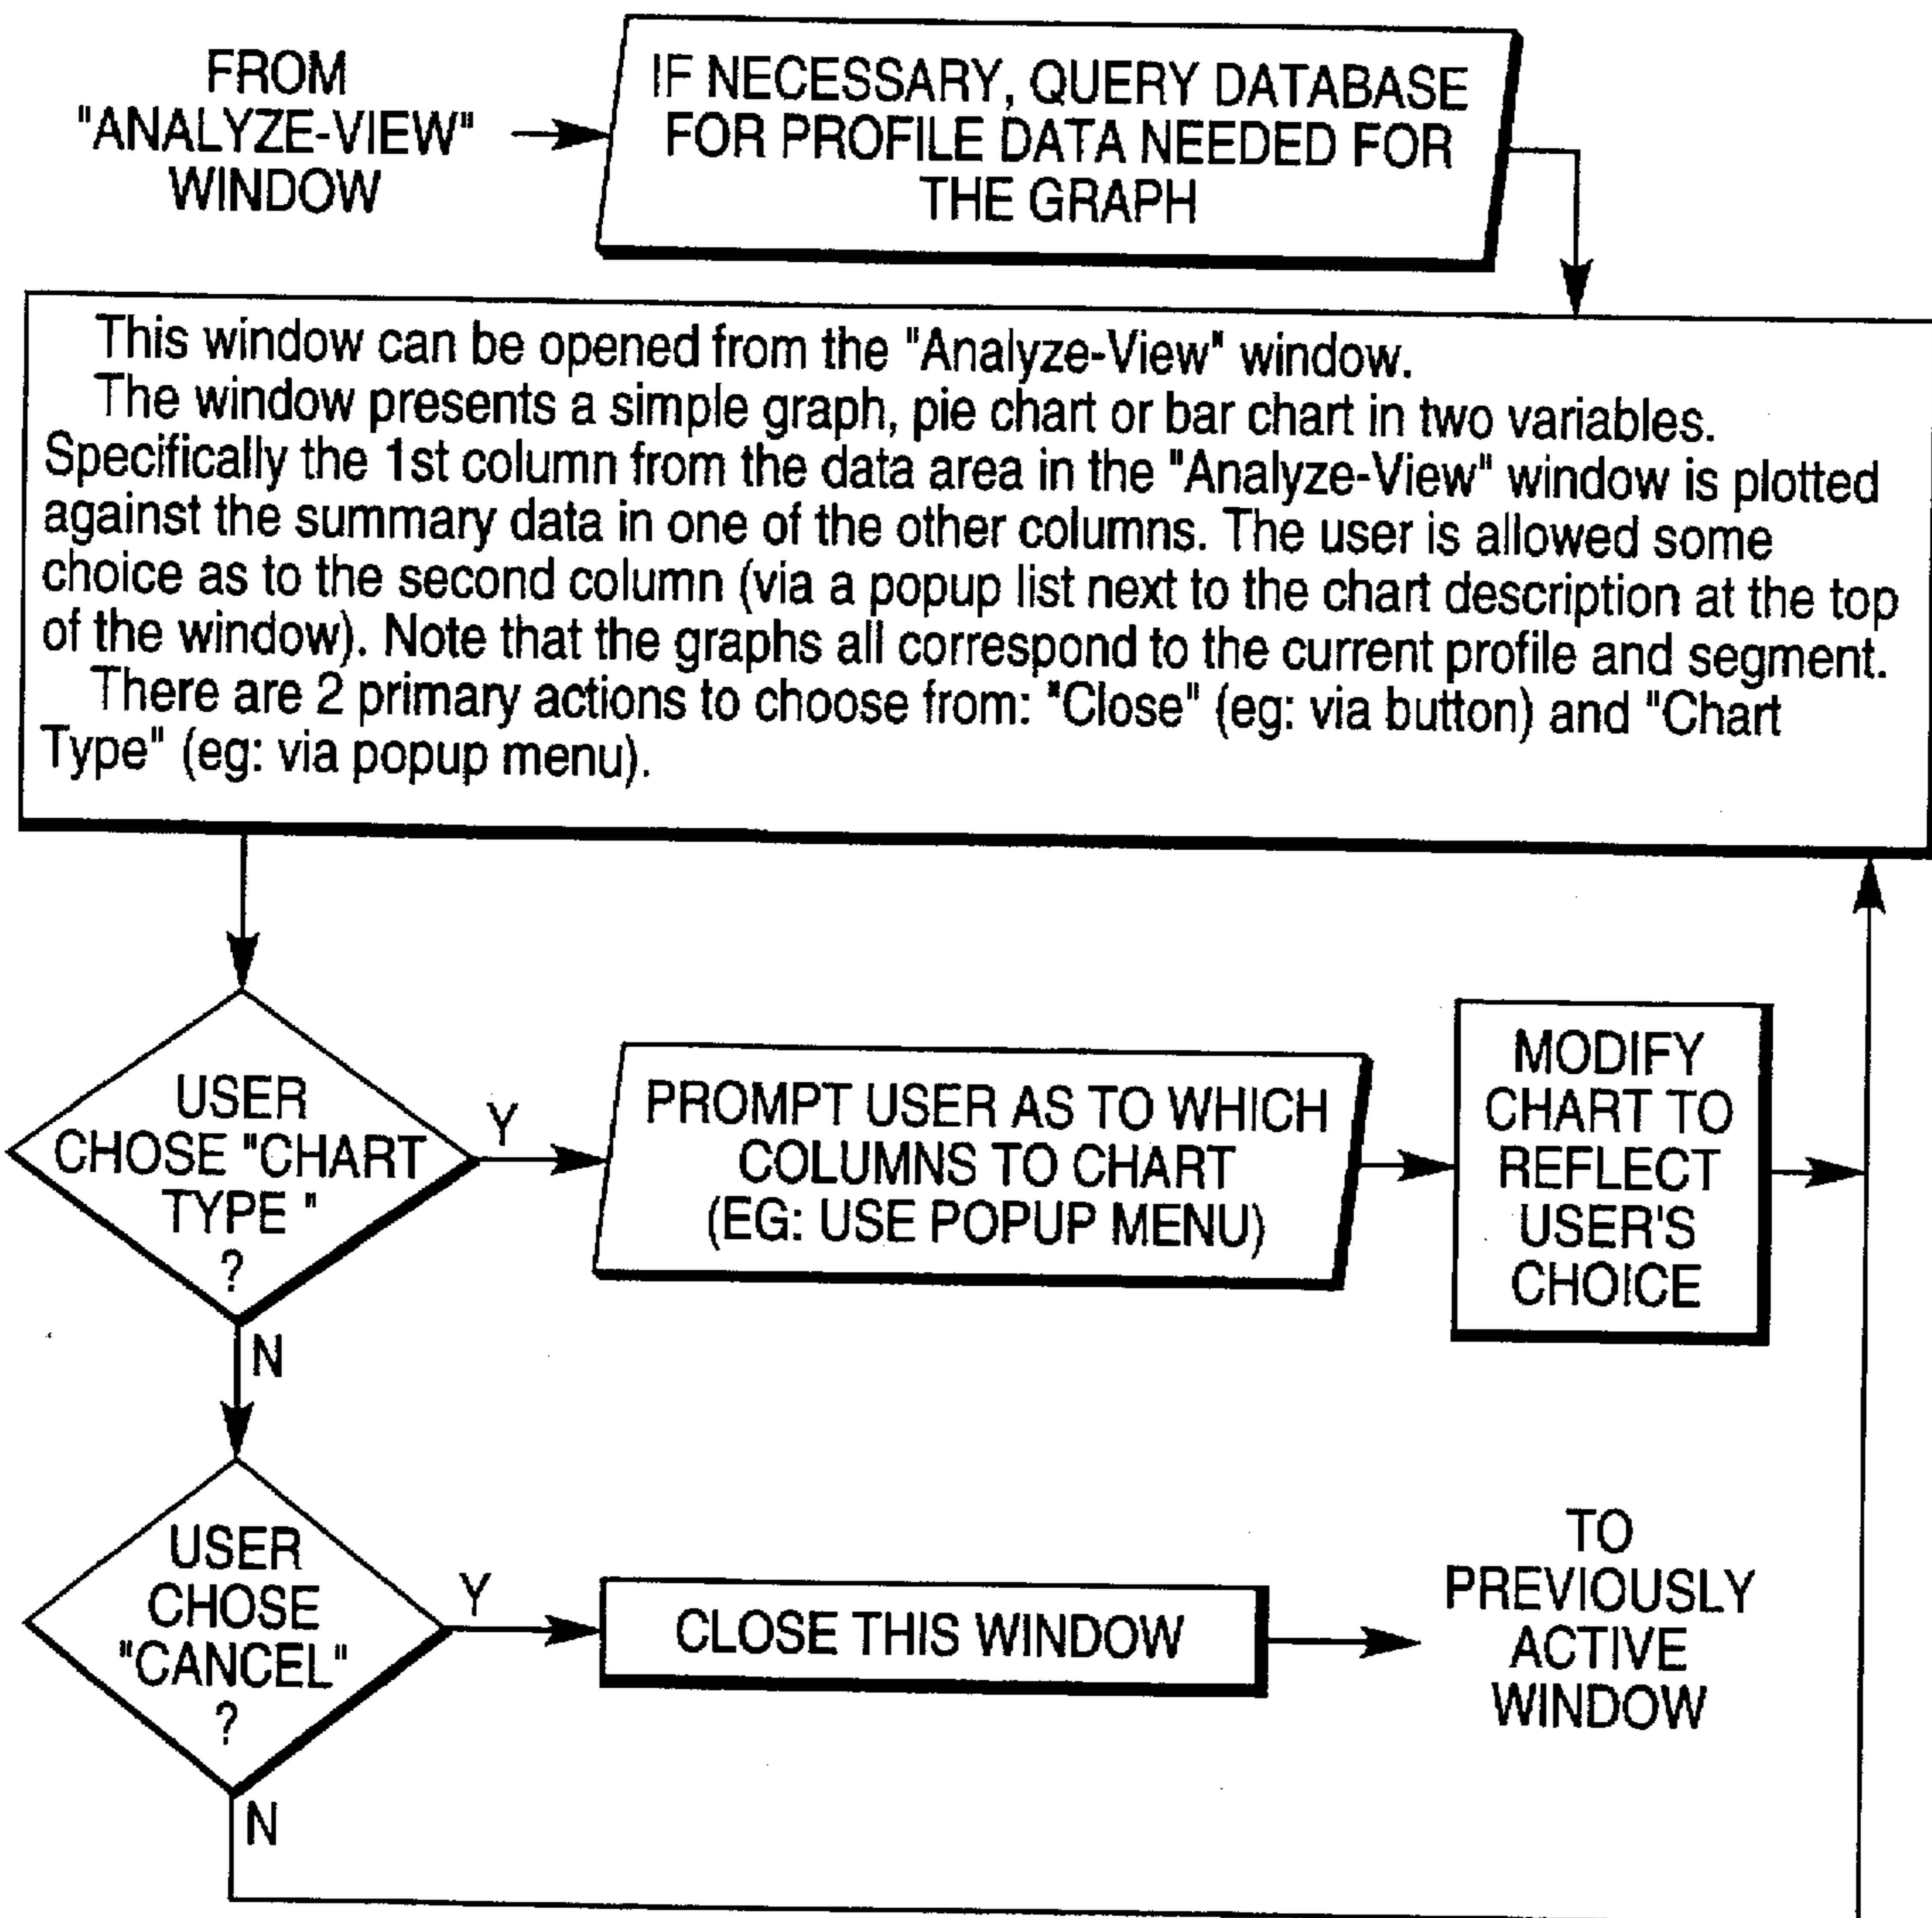 FROM
"ANALYZE-VIEW"
WINDOW
IF NECESSARY, QUERY DATABASE
FOR PROFILE DATA NEEDED FOR
THE GRAPH
This window can be opened from the "Analyze-View" window.
The window presents a simple graph, pie chart or bar chart in two variables.
Specifically the 1st column from the data area in the "Analyze-View" window is plotted
against the summary data in one of the other columns. The user is allowed some
choice as to the second column (via a popup list next to the chart description at the top
of the window). Note that the graphs all correspond to the current profile and segment.
There are 2 primary actions to choose from: "Close" (eg: via button) and "Chart
Type" (eg: via popup menu).
USER
CHOSE "CHART
TYPE "
?
Y
PROMPT USER AS TO WHICH
COLUMNS TO CHART
(EG: USE POPUP MENU)
MODIFY
CHART TO
REFLECT
USER'S
CHOICE
N
USER
CHOSE
"CANCEL"
?
Y
CLOSE THIS WINDOW
TO
PREVIOUSLY
ACTIVE
WINDOW
N